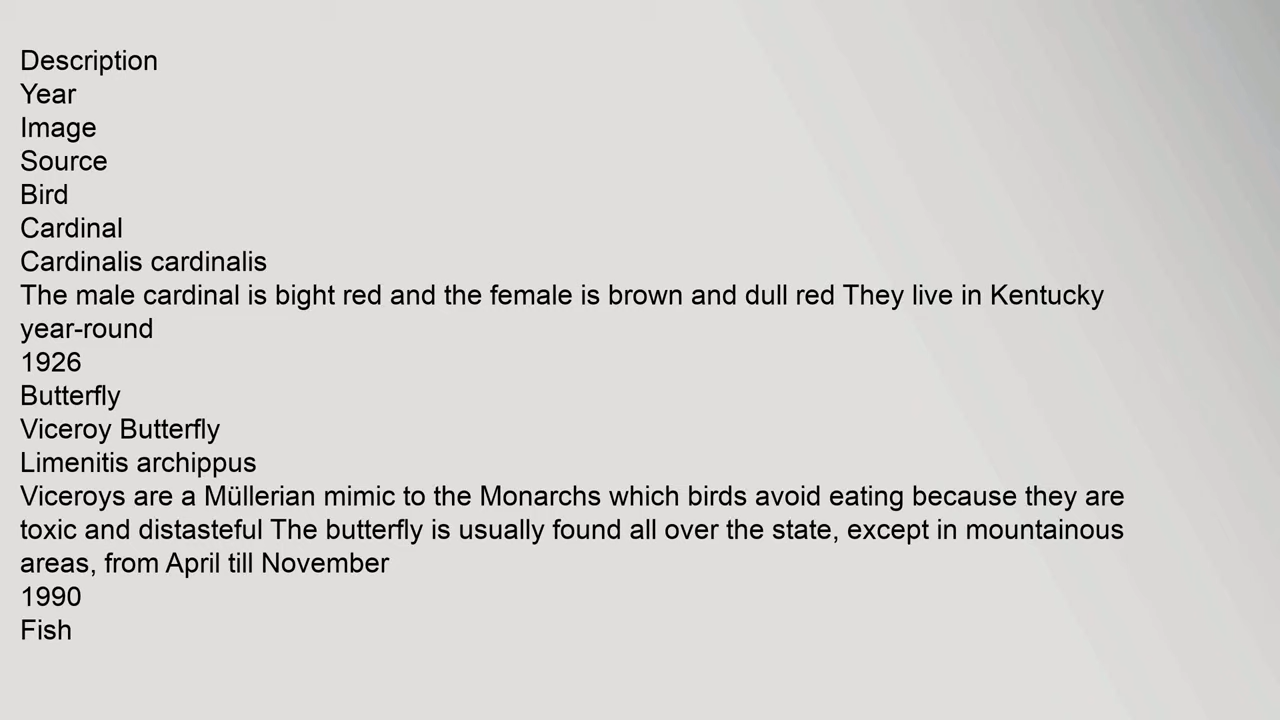 Description
Year
Image
Source
Bird
Cardinal
Cardinalis cardinalis
The male cardinal is bight red and the female is brown and dull red They live in Kentucky
year-round
1926
Butterfly
Viceroy Butterfly
Limenitis archippus
Viceroys are a Müllerian mimic to the Monarchs which birds avoid eating because they are
toxic and distasteful The butterfly is usually found all over the state, except in mountainous
areas, from April till November
1990
Fish